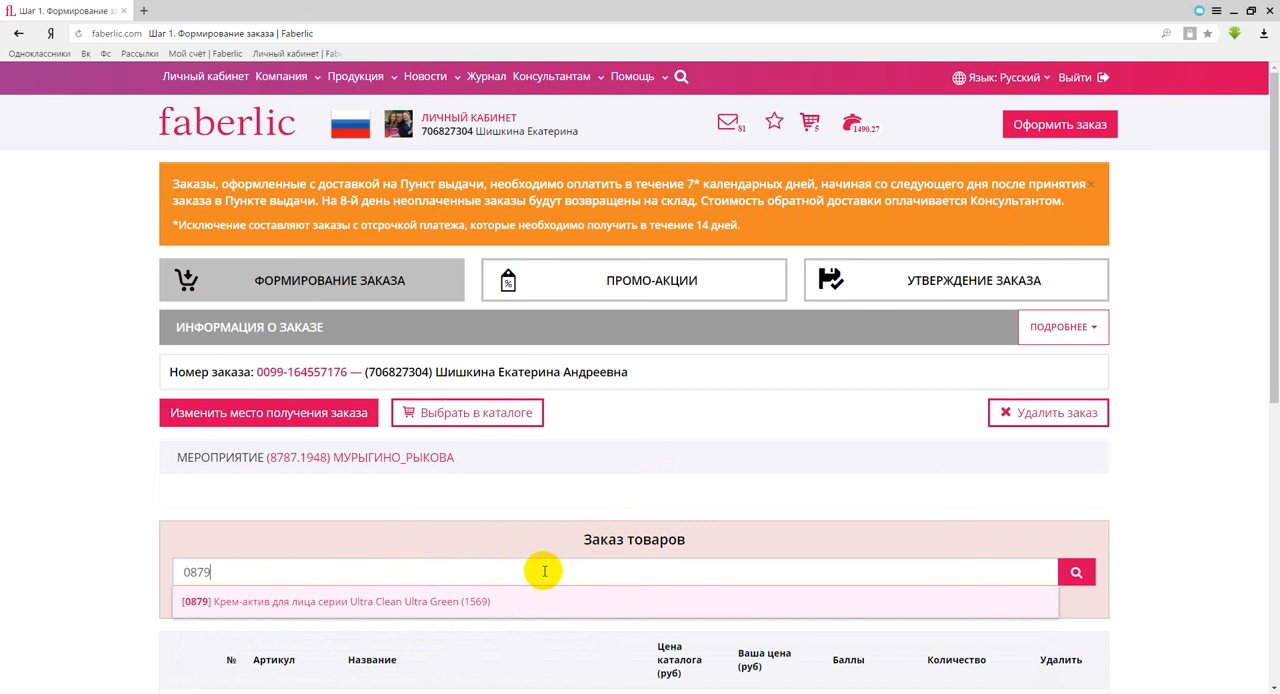 fL Шаг 1. Формирование за
faberlic.com Шаг 1. Формирование заказа | Faberlic
Одноклассники Вк Фс Рассылки Мой счёт | Faberlic Личный кабинет | Fab
Личный кабинет Компания Продукция Новости Журнал Консультантам Помощь Язык: Русский Выйти
faberlic
ЛИЧНЫЙ КАБИНЕТ
706827304 Шишкина Екатерина
81 5 1490.27
Оформить заказ
Заказы, оформленные с доставкой на Пункт выдачи, необходимо оплатить в течение 7* календарных дней, начиная со следующего дня после принятия
заказа в Пункте выдачи. На 8-й день неоплаченные заказы будут возвращены на склад. Стоимость обратной доставки оплачивается Консультантом.
*Исключение составляют заказы с отсрочкой платежа, которые необходимо получить в течение 14 дней.
ФОРМИРОВАНИЕ ЗАКАЗА ПРОМО-АКЦИИ УТВЕРЖДЕНИЕ ЗАКАЗА
ИНФОРМАЦИЯ О ЗАКАЗЕ ПОДРОБНЕЕ
Номер заказа: 0099-164557176 — (706827304) Шишкина Екатерина Андреевна
Изменить место получения заказа Выбрать в каталоге Удалить заказ
МЕРОПРИЯТИЕ (8787.1948) МУРЫГИНО_РЫКОВА
Заказ товаров
0879
[0879] Крем-актив для лица серии Ultra Clean Ultra Green (1569)
№ Артикул Название Цена каталога (руб) Ваша цена (руб) Баллы Количество Удалить